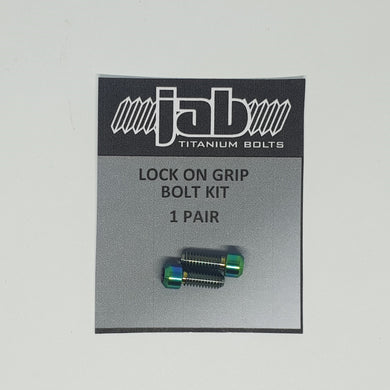 jab
TITANIUM BOLTS
LOCK ON GRIP
BOLT KIT
1 PAIR